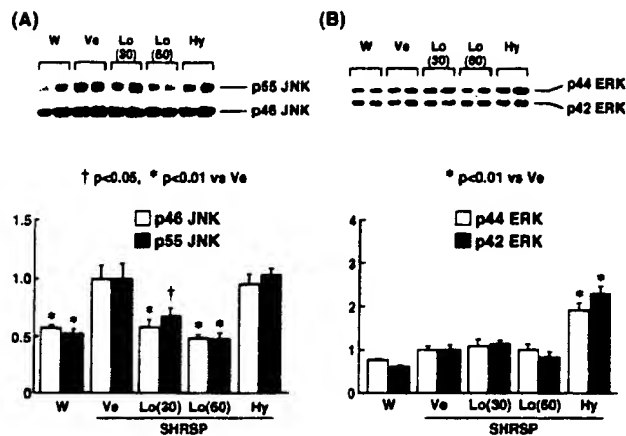 (A)
W Ve Lo (30) Lo (60) Hy
p55 JNK
p46 JNK
† p<0.05, * p<0.01 vs Ve
p46 JNK
p55 JNK
1.5
1.0
0.5
0
* * * † * *
W Ve Lo(30) Lo(60) Hy
SHRSP
(B)
W Ve Lo (30) Lo (60) Hy
p44 ERK
p42 ERK
* p<0.01 vs Ve
p44 ERK
p42 ERK
4
3
2
1
0
* *
W Ve Lo(30) Lo(60) Hy
SHRSP